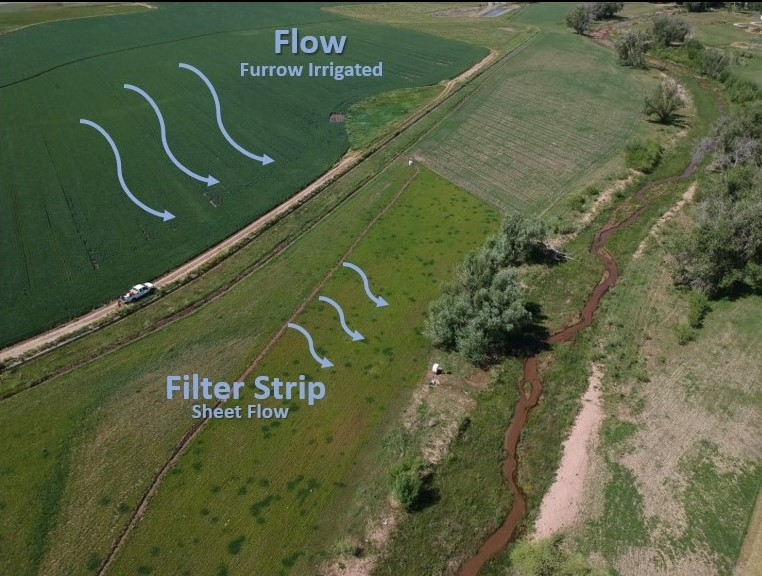 Flow
Furrow Irrigated
Filter Strip
Sheet Flow